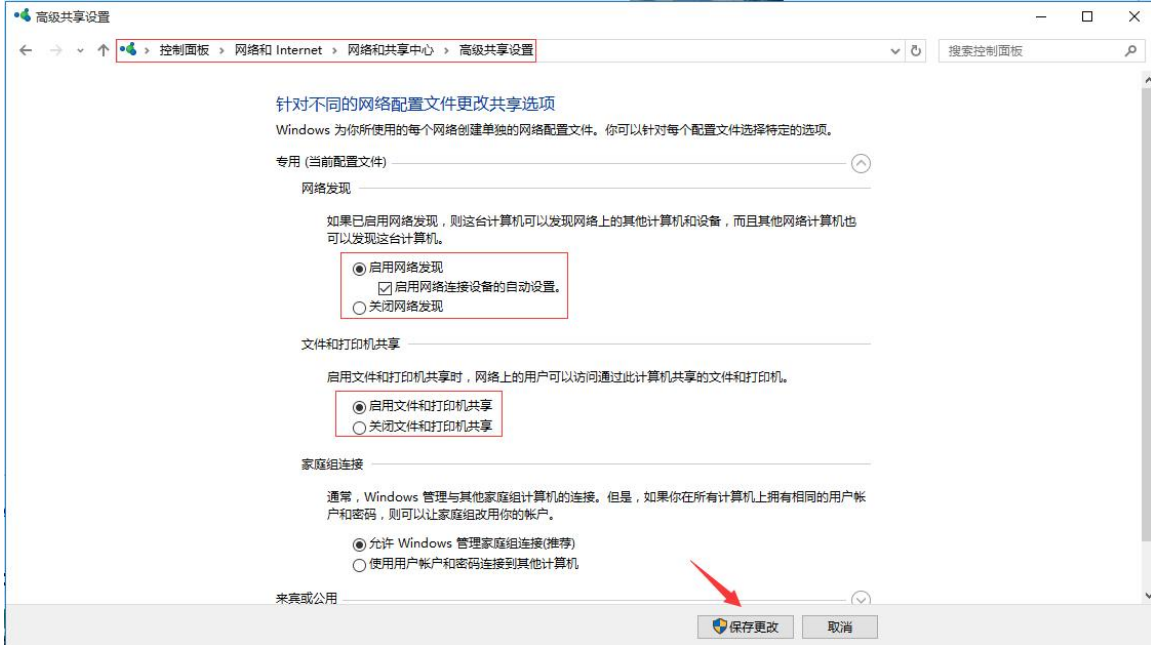 高级共享设置
控制面板 › 网络和 Internet › 网络和共享中心 › 高级共享设置
搜索控制面板
针对不同的网络配置文件更改共享选项
Windows 为你所使用的每个网络创建单独的网络配置文件。你可以针对每个配置文件选择特定的选项。
专用 (当前配置文件)
网络发现
如果已启用网络发现，则这台计算机可以发现网络上的其他计算机和设备，而且其他网络计算机也
可以发现这台计算机。
启用网络发现
启用网络连接设备的自动设置。
关闭网络发现
文件和打印机共享
启用文件和打印机共享时，网络上的用户可以访问通过此计算机共享的文件和打印机。
启用文件和打印机共享
关闭文件和打印机共享
家庭组连接
通常，Windows 管理与其他家庭组计算机的连接。但是，如果你在所有计算机上拥有相同的用户帐
户和密码，则可以让家庭组改用你的帐户。
允许 Windows 管理家庭组连接(推荐)
使用用户帐户和密码连接到其他计算机
来宾或公用
保存更改
取消